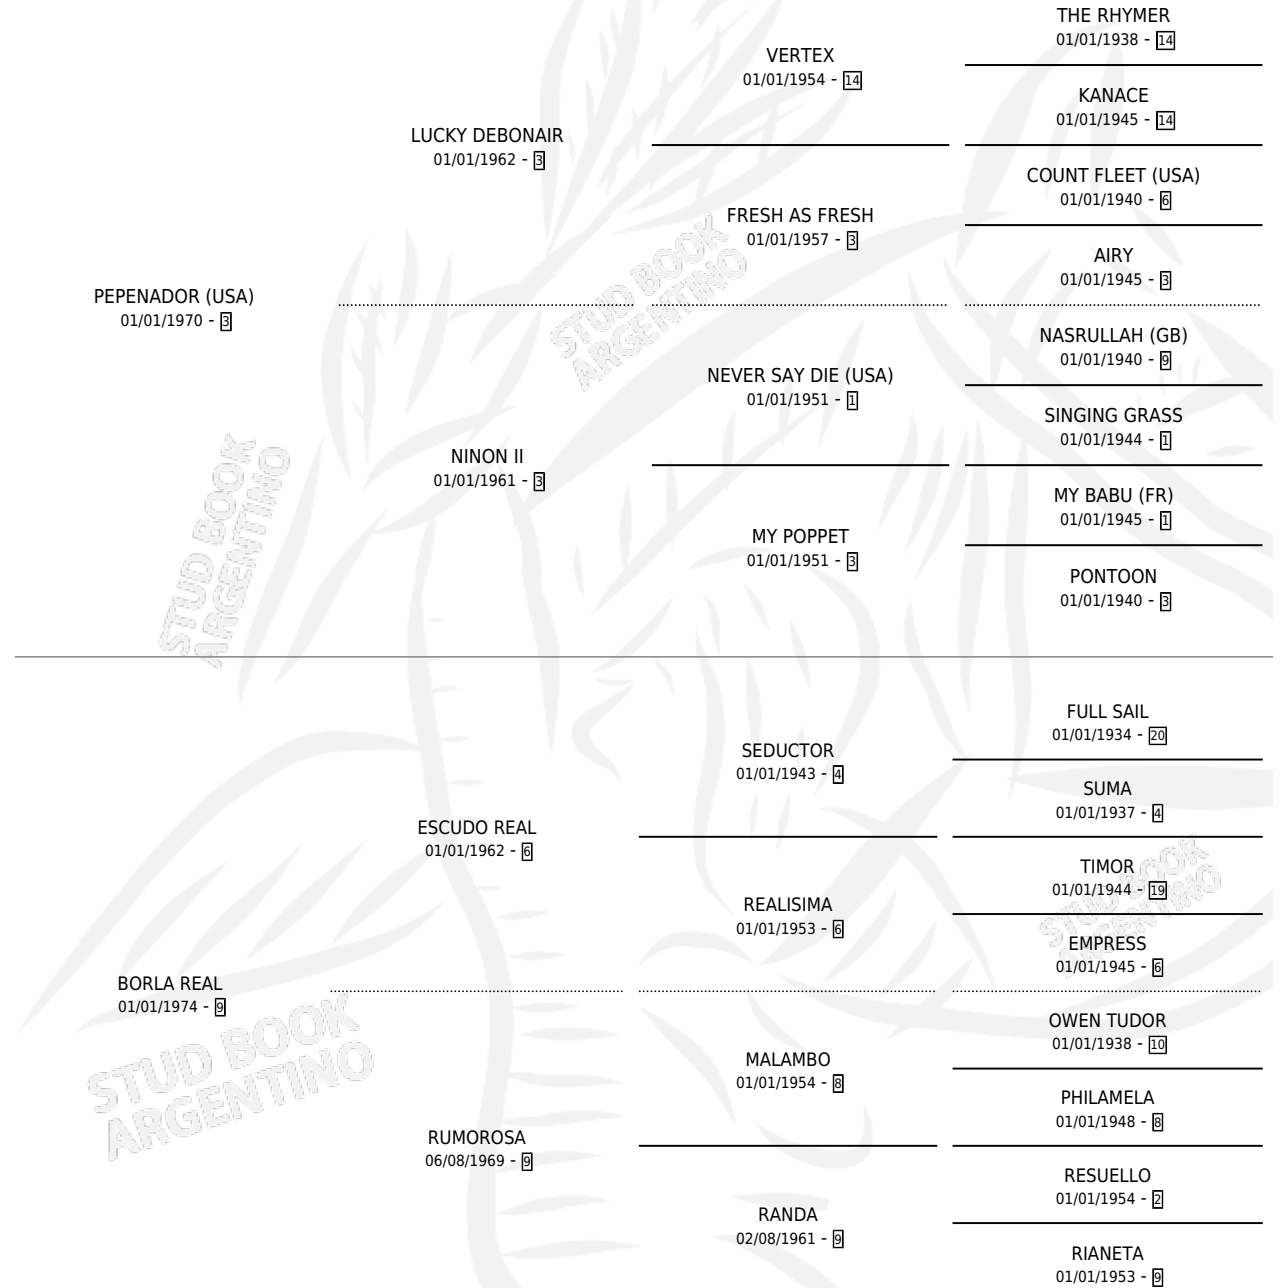 THE RHYMER
01/01/1938 - 14
VERTEX
01/01/1954 - 14
KANACE
01/01/1945 - 14
LUCKY DEBONAIR
01/01/1962 - 3
COUNT FLEET (USA)
01/01/1940 - 6
FRESH AS FRESH
01/01/1957 - 3
AIRY
01/01/1945 - 3
PEPENADOR (USA)
01/01/1970 - 3
STUD BOOK
ARGENTINO
NASRULLAH (GB)
01/01/1940 - 9
NEVER SAY DIE (USA)
01/01/1951 - 1
SINGING GRASS
01/01/1944 - 1
NINON II
01/01/1961 - 3
MY BABU (FR)
01/01/1945 - 1
MY POPPET
01/01/1951 - 3
PONTOON
01/01/1940 - 3
STUD BOOK
ARGENTINO
FULL SAIL
01/01/1934 - 20
SEDUCTOR
01/01/1943 - 4
SUMA
01/01/1937 - 4
ESCUDO REAL
01/01/1962 - 6
TIMOR
01/01/1944 - 19
REALISIMA
01/01/1953 - 6
STUD BOOK
ARGENTINO
EMPRESS
01/01/1945 - 6
BORLA REAL
01/01/1974 - 9
STUD BOOK
ARGENTINO
OWEN TUDOR
01/01/1938 - 10
MALAMBO
01/01/1954 - 8
PHILAMELA
01/01/1948 - 8
RUMOROSA
06/08/1969 - 9
RESUELLO
01/01/1954 - 2
RANDA
02/08/1961 - 9
RIANETA
01/01/1953 - 9